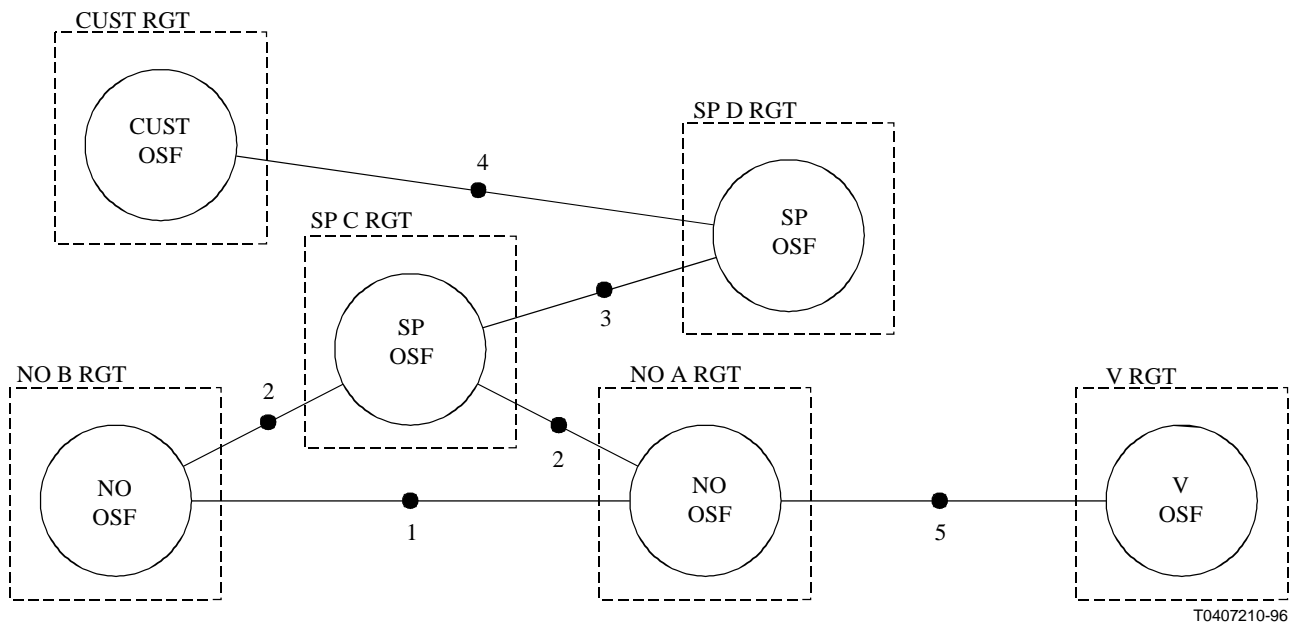 CUST RGT
CUST
OSF
SP D RGT
4
SP
OSF
SP C RGT
3
SP
OSF
NO B RGT
2
NO A RGT
V RGT
2
NO
OSF
NO
OSF
V
OSF
1
5
T0407210-96